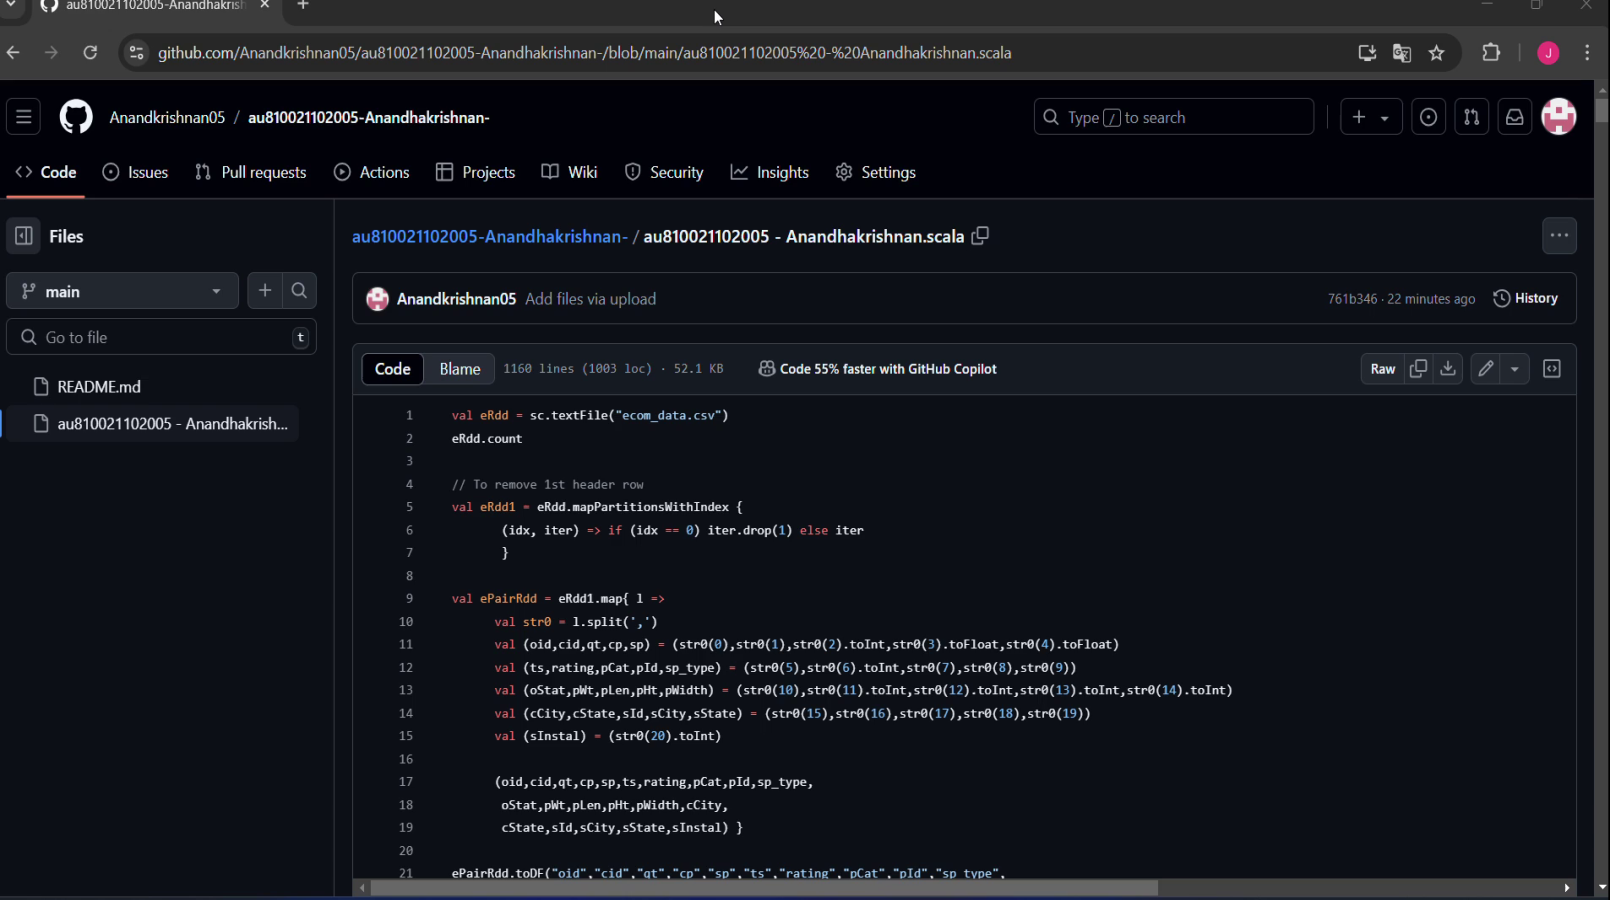 au810021102005-Anandhakrish
github.com/Anandkrishnan05/au810021102005-Anandhakrishnan-/blob/main/au810021102005%20-%20Anandhakrishnan.scala
J
Anandkrishnan05 / au810021102005-Anandhakrishnan-
Type / to search
Code Issues Pull requests Actions Projects Wiki Security Insights Settings
Files
main
Go to file t
README.md
au810021102005 - Anandhakrish...
au810021102005-Anandhakrishnan- / au810021102005 - Anandhakrishnan.scala
Anandkrishnan05 Add files via upload 761b346 · 22 minutes ago History
Code Blame 1160 lines (1003 loc) · 52.1 KB Code 55% faster with GitHub Copilot Raw
1 val eRdd = sc.textFile("ecom_data.csv")
2 eRdd.count
3
4 // To remove 1st header row
5 val eRdd1 = eRdd.mapPartitionsWithIndex {
6 (idx, iter) => if (idx == 0) iter.drop(1) else iter
7 }
8
9 val ePairRdd = eRdd1.map{ l =>
10 val str0 = l.split(',')
11 val (oid,cid,qt,cp,sp) = (str0(0),str0(1),str0(2).toInt,str0(3).toFloat,str0(4).toFloat)
12 val (ts,rating,pCat,pId,sp_type) = (str0(5),str0(6).toInt,str0(7),str0(8),str0(9))
13 val (oStat,pWt,pLen,pHt,pWidth) = (str0(10),str0(11).toInt,str0(12).toInt,str0(13).toInt,str0(14).toInt)
14 val (cCity,cState,sId,sCity,sState) = (str0(15),str0(16),str0(17),str0(18),str0(19))
15 val (sInstal) = (str0(20).toInt)
16
17 (oid,cid,qt,cp,sp,ts,rating,pCat,pId,sp_type,
18 oStat,pWt,pLen,pHt,pWidth,cCity,
19 cState,sId,sCity,sState,sInstal) }
20
21 ePairRdd.toDF("oid","cid","qt","cp","sp","ts","rating","pCat","pId","sp_type",